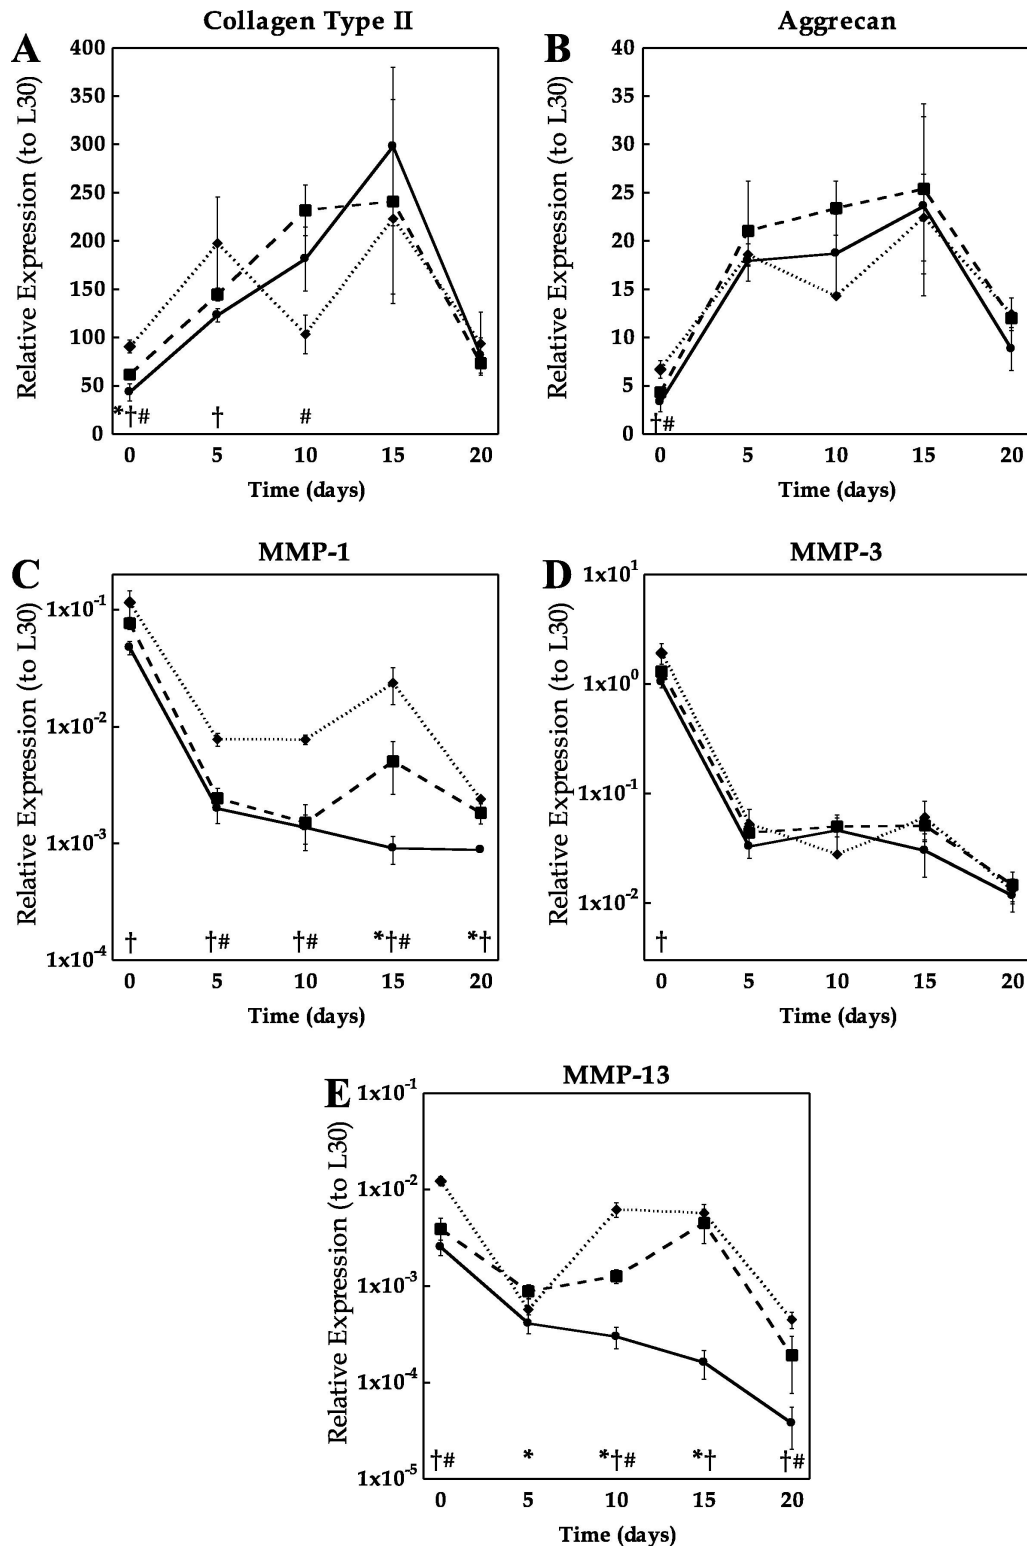 A
Collagen Type II
Relative Expression (to L30)
400
350
300
250
200
150
100
50
0
*†#
†
#
0 5 10 15 20
Time (days)
B
Aggrecan
Relative Expression (to L30)
40
35
30
25
20
15
10
5
0
†#
0 5 10 15 20
Time (days)
C
MMP-1
Relative Expression (to L30)
1x10⁻¹
1x10⁻²
1x10⁻³
1x10⁻⁴
† †# †# *†# *†
0 5 10 15 20
Time (days)
D
MMP-3
Relative Expression (to L30)
1x10¹
1x10⁰
1x10⁻¹
1x10⁻²
†
0 5 10 15 20
Time (days)
E
MMP-13
Relative Expression (to L30)
1x10⁻¹
1x10⁻²
1x10⁻³
1x10⁻⁴
1x10⁻⁵
†# * *†# *† †#
0 5 10 15 20
Time (days)